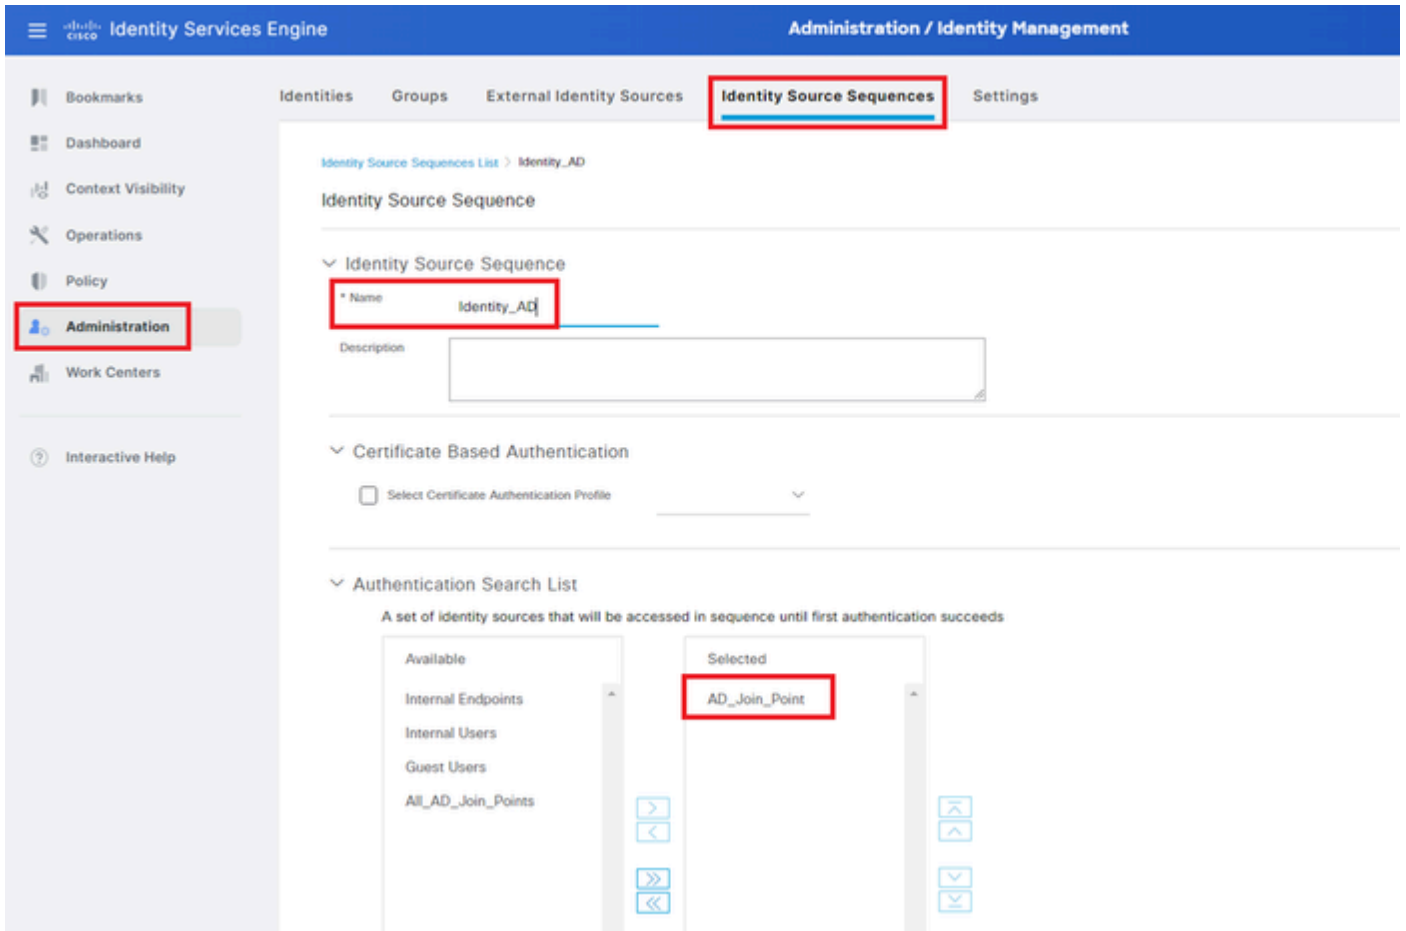 cisco Identity Services Engine
Administration / Identity Management
Bookmarks
Dashboard
Context Visibility
Operations
Policy
Administration
Work Centers
Interactive Help
Identities Groups External Identity Sources Identity Source Sequences Settings
Identity Source Sequences List > Identity_AD
Identity Source Sequence
Identity Source Sequence
* Name Identity_AD
Description
Certificate Based Authentication
Select Certificate Authentication Profile
Authentication Search List
A set of identity sources that will be accessed in sequence until first authentication succeeds
Available
Internal Endpoints
Internal Users
Guest Users
All_AD_Join_Points
Selected
AD_Join_Point